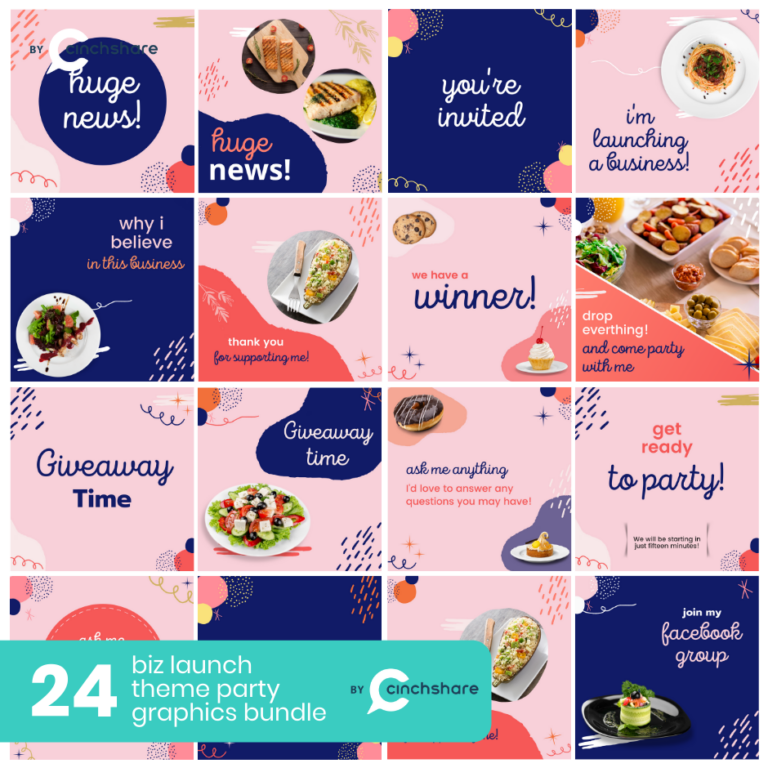 BY cinchshare
huge
news!
huge
news!
you're
invited
i'm
launching
a business!
why i
believe
in this business
thank you
for supporting me!
we have a
winner!
drop
everthing!
and come party
with me
Giveaway
Time
Giveaway
time
ask me anything
I'd love to answer any
questions you may have!
get
ready
to party!
We will be starting in
just fifteen minutes!
ask me
me!
join my
facebook
group
24
biz launch
theme party
graphics bundle
BY cinchshare